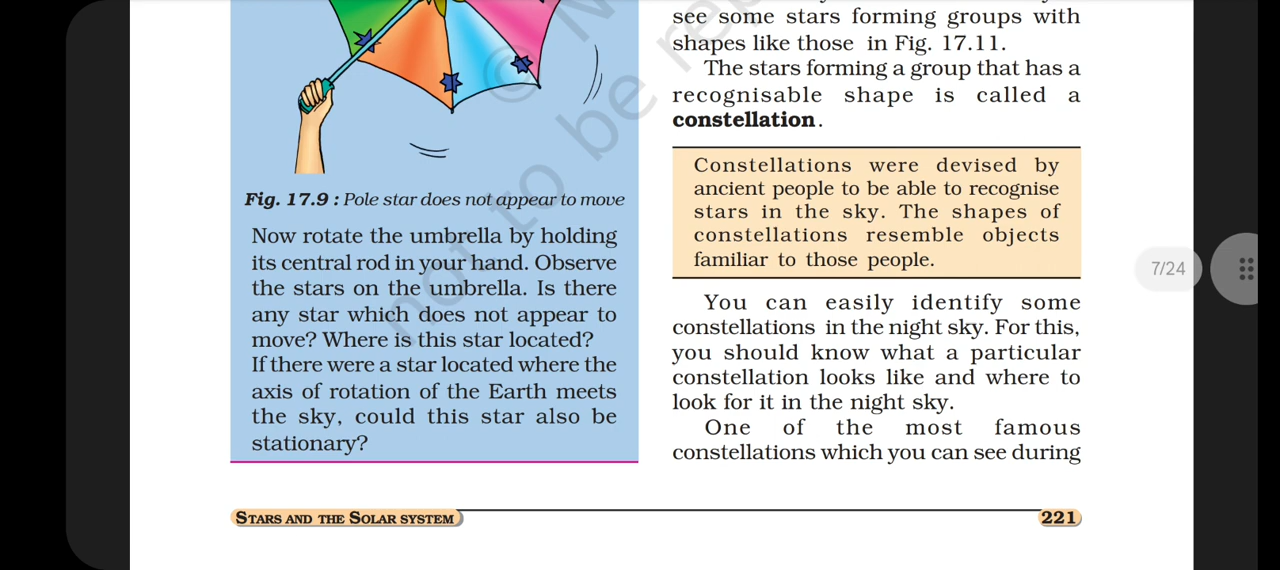 Fig. 17.9 : Pole star does not appear to move
Now rotate the umbrella by holding
its central rod in your hand. Observe
the stars on the umbrella. Is there
any star which does not appear to
move? Where is this star located?
If there were a star located where the
axis of rotation of the Earth meets
the sky, could this star also be
stationary?
see some stars forming groups with
shapes like those in Fig. 17.11.
The stars forming a group that has a
recognisable shape is called a
constellation.
Constellations were devised by
ancient people to be able to recognise
stars in the sky. The shapes of
constellations resemble objects
familiar to those people.
You can easily identify some
constellations in the night sky. For this,
you should know what a particular
constellation looks like and where to
look for it in the night sky.
One of the most famous
constellations which you can see during
STARS AND THE SOLAR SYSTEM
221
7/24
© 
not to be